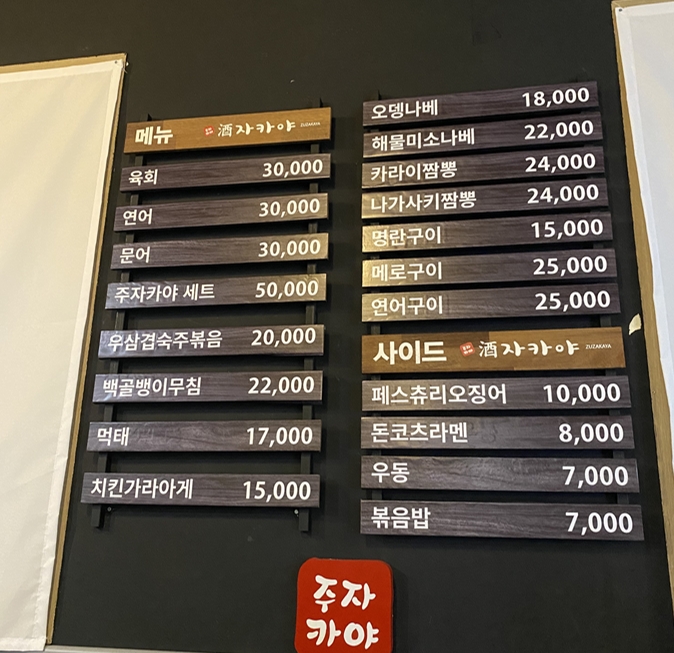 메뉴 酒자카야 ZUZAKAYA
육회 30,000
연어 30,000
문어 30,000
주자카야 세트 50,000
우삼겹숙주볶음 20,000
백골뱅이무침 22,000
먹태 17,000
치킨가라아게 15,000
오뎅나베 18,000
해물미소나베 22,000
카라이짬뽕 24,000
나가사키짬뽕 24,000
명란구이 15,000
메로구이 25,000
연어구이 25,000
사이드 酒자카야 ZUZAKAYA
페스츄리오징어 10,000
돈코츠라멘 8,000
우동 7,000
볶음밥 7,000
주자
카야